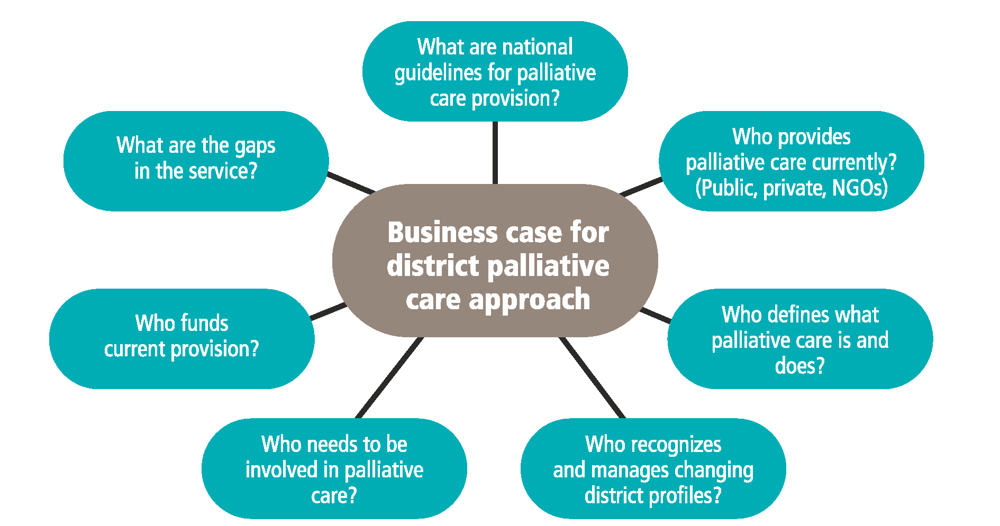 What are national
guidelines for palliative
care provision?
What are the gaps
in the service?
Who provides
palliative care currently?
(Public, private, NGOs)
Business case for
district palliative
care approach
Who funds
current provision?
Who defines what
palliative care is and
does?
Who needs to be
involved in palliative
care?
Who recognizes
and manages changing
district profiles?